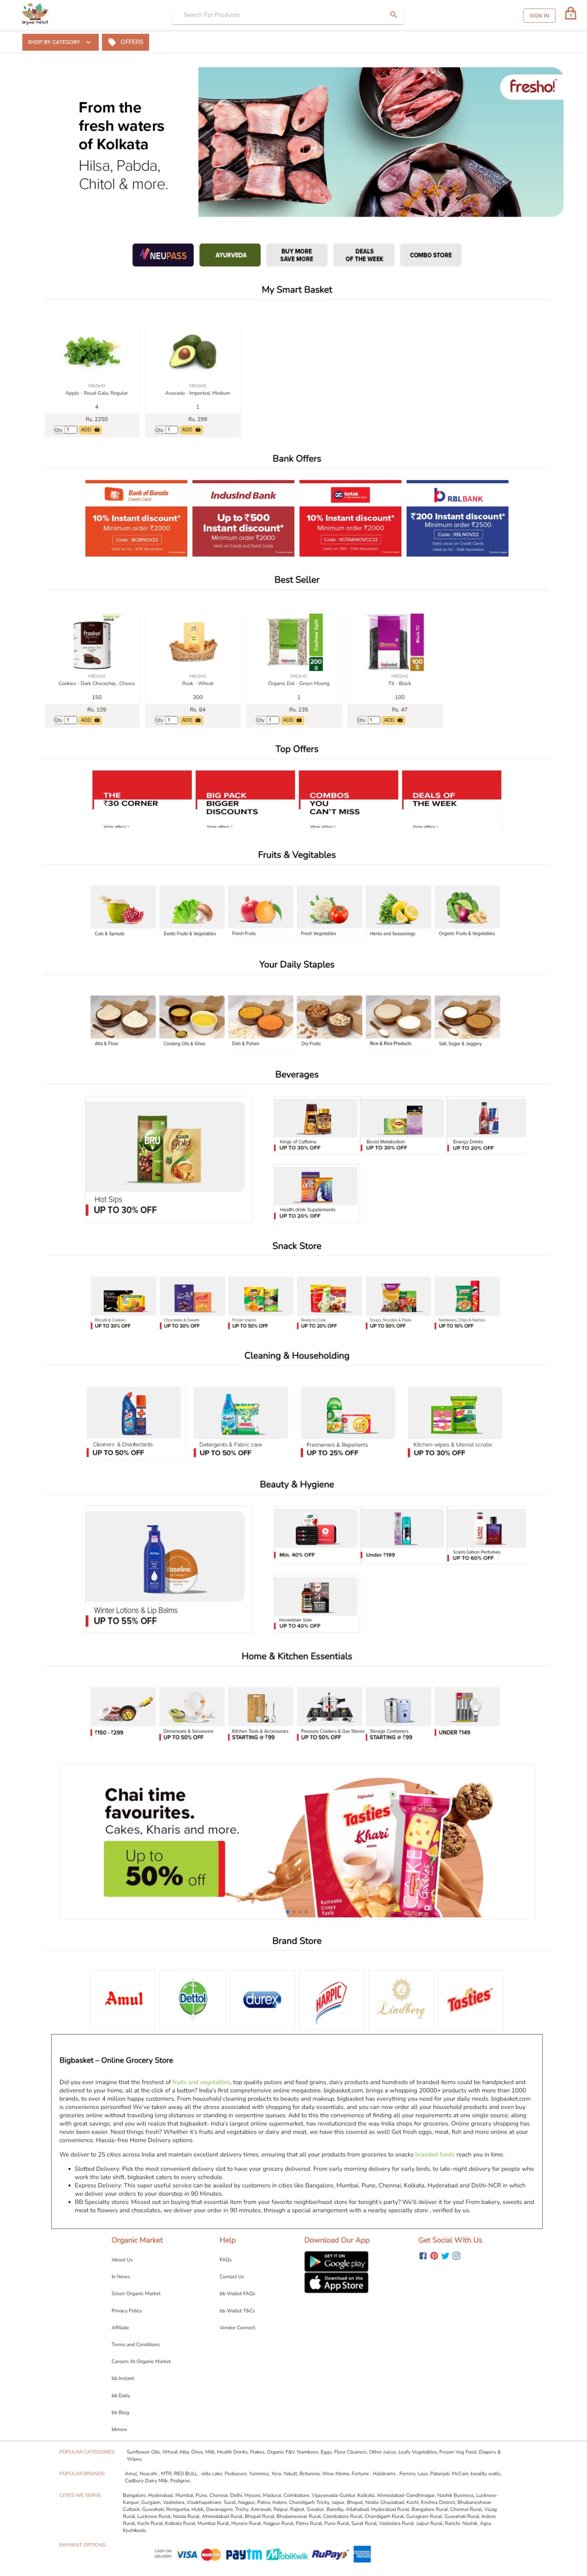 Organic Market
Search For Products
SIGN IN
SHOP BY CATEGORY
OFFERS
From the
fresh waters
of Kolkata
Hilsa, Pabda,
Chitol & more.
fresho!
NEUPASS
AYURVEDA
BUY MORE
SAVE MORE
DEALS
OF THE WEEK
COMBO STORE
My Smart Basket
FRESHO FRESHO
Apple - Royal Gala, Regular Avocado - Imported, Medium
4 1
Rs. 2250 Rs. 299
Qty 1 ADD Qty 1 ADD
Bank Offers
Bank of Baroda
Credit Card
10% Instant discount*
Minimum order ₹2000
Code : BOBNOV22
IndusInd Bank
Up to ₹500
Instant discount*
Minimum order ₹2000
Valid on Credit and Debit Cards
kotak
10% Instant discount*
Minimum order ₹2000
Code : KOTAKNOVCC22
RBL BANK
₹200 Instant discount*
Minimum order ₹2500
Code : RBLNOV22
Best Seller
fresho!
Cashew Split
200
g
Black Til
100
g
FRESHO FRESHO FRESHO FRESHO
Cookies - Dark Chocochip , Chewy Rusk - Wheat Organic Dal - Green Moong Til - Black
150 300 1 100
Rs. 109 Rs. 84 Rs. 235 Rs. 47
Qty 1 ADD Qty 1 ADD Qty 1 ADD Qty 1 ADD
Top Offers
THE
₹30 CORNER
View offers >
BIG PACK
BIGGER
DISCOUNTS
View offers >
COMBOS
YOU
CAN'T MISS
View offers >
DEALS OF
THE WEEK
View offers >
Fruits & Vegitables
Cuts & Sprouts Exotic Fruits & Vegetables Fresh Fruits Fresh Vegetables Herbs and Seasonings Organic Fruits & Vegetables
Your Daily Staples
Atta & Flour Cooking Oils & Ghee Dals & Pulses Dry Fruits Rice & Rice Products Salt, Sugar & Jaggery
Beverages
BRU
Gold
Hot Sips
UP TO 30% OFF
Kings of Caffeine
UP TO 30% OFF
Boost Metabolism
UP TO 30% OFF
Energy Drinks
UP TO 20% OFF
Health drink Supplements
UP TO 20% OFF
Snack Store
Biscuits & Cookies Chocolates & Sweets Frozen snacks Ready to Cook Soups, Noodles & Pasta Namkeens, Chips & Nachos
UP TO 30% OFF UP TO 30% OFF UP TO 50% OFF UP TO 20% OFF UP TO 50% OFF UP TO 10% OFF
Cleaning & Householding
Cleaners & Disinfectants Detergents & Fabric care Fresheners & Repellents Kitchen wipes & Utensil scrubs
UP TO 50% OFF UP TO 50% OFF UP TO 25% OFF UP TO 30% OFF
Beauty & Hygiene
NIVEA
Vaseline
Winter Lotions & Lip Balms
UP TO 55% OFF
Min. 40% OFF
Under ₹199
Scent-Sation Perfumes
UP TO 60% OFF
November Sale
UP TO 40% OFF
Home & Kitchen Essentials
₹150 - ₹299
Dinnerware & Serveware
UP TO 50% OFF
Kitchen Tools & Accessories
STARTING @ ₹99
Pressure Cookers & Gas Stoves
UP TO 50% OFF
Storage Containers
STARTING @ ₹99
UNDER ₹149
Chai time
favourites.
Cakes, Kharis and more.
Up to
50% off
Tasties
Khari
CAKE
Goodies
Brand Store
Amul
Dettol
durex
HARPIC
Lindberg
Tasties
Bigbasket – Online Grocery Store
Did you ever imagine that the freshest of fruits and vegetables, top quality pulses and food grains, dairy products and hundreds of branded items could be handpicked and
delivered to your home, all at the click of a button? India's first comprehensive online megastore, bigbasket.com, brings a whopping 20000+ products with more than 1000
brands, to over 4 million happy customers. From household cleaning products to beauty and makeup, bigbasket has everything you need for your daily needs. bigbasket.com
is convenience personified We've taken away all the stress associated with shopping for daily essentials, and you can now order all your household products and even buy
groceries online without travelling long distances or standing in serpentine queues. Add to this the convenience of finding all your requirements at one single source, along
with great savings, and you will realize that bigbasket- India's largest online supermarket, has revolutionized the way India shops for groceries. Online grocery shopping has
never been easier. Need things fresh? Whether it's fruits and vegetables or dairy and meat, we have this covered as well! Get fresh eggs, meat, fish and more online at your
convenience. Hassle-free Home Delivery options
We deliver to 25 cities across India and maintain excellent delivery times, ensuring that all your products from groceries to snacks branded foods reach you in time.
• Slotted Delivery: Pick the most convenient delivery slot to have your grocery delivered. From early morning delivery for early birds, to late-night delivery for people who
work the late shift, bigbasket caters to every schedule.
• Express Delivery: This super useful service can be availed by customers in cities like Bangalore, Mumbai, Pune, Chennai, Kolkata, Hyderabad and Delhi-NCR in which
we deliver your orders to your doorstep in 90 Minutes.
• BB Specialty stores: Missed out on buying that essential item from your favorite neighborhood store for tonight's party? We'll deliver it for you! From bakery, sweets and
meat to flowers and chocolates, we deliver your order in 90 minutes, through a special arrangement with a nearby specialty store , verified by us.
Organic Market Help Download Our App Get Social With Us
About Us
In News
Green Organic Market
Privacy Policy
Affiliate
Terms and Conditions
Careers At Organic Market
bb Instant
bb Daily
bb Blog
bbnow
FAQs
Contact Us
bb Wallet FAQs
bb Wallet T&Cs
Vendor Connect
GET IT ON
Google play
Download on the
App Store
POPULAR CATEGORIES: Sunflower Oils, Wheat Atta, Ghee, Milk, Health Drinks, Flakes, Organic F&V, Namkeen, Eggs, Floor Cleaners, Other Juices, Leafy Vegetables, Frozen Veg Food, Diapers &
Wipes,
POPULAR BRANDS: Amul, Nescafe , MTR, RED BULL , elite cake, Pediasure, Yummiez, Yera, Yakult, Britannia, Wow Momo, Fortune , Haldirams , Ferrero, Lays, Patanjali, McCain, kwality walls,
Cadbury Dairy Milk, Pedigree,
CITIES WE SERVE: Bangalore, Hyderabad, Mumbai, Pune, Chennai, Delhi, Mysore, Madurai, Coimbatore, Vijayawada-Guntur, Kolkata, Ahmedabad-Gandhinagar, Nashik Business, Lucknow-
Kanpur, Gurgaon, Vadodara, Visakhapatnam, Surat, Nagpur, Patna, Indore, Chandigarh Tricity, Jaipur, Bhopal, Noida-Ghaziabad, Kochi, Krishna District, Bhubaneshwar-
Cuttack, Guwahati, Renigunta, Hubli, Davanagere, Trichy, Amravati, Raipur, Rajkot, Gwalior, Bareilly, Allahabad, Hyderabad Rural, Bangalore Rural, Chennai Rural, Vizag
Rural, Lucknow Rural, Noida Rural, Ahmedabad Rural, Bhopal Rural, Bhubaneswar Rural, Coimbatore Rural, Chandigarh Rural, Guwahati Rural, Indore
Rural, Kochi Rural, Kolkata Rural, Mumbai Rural, Mysore Rural, Nagpur Rural, Patna Rural, Pune Rural, Surat Rural, Vadodara Rural, Jaipur Rural, Ranchi, Nashik, Agra,
Kozhikode,
PAYMENT OPTIONS:
CASH ON
DELIVERY
VISA
Paytm
MobiKwik
RuPay